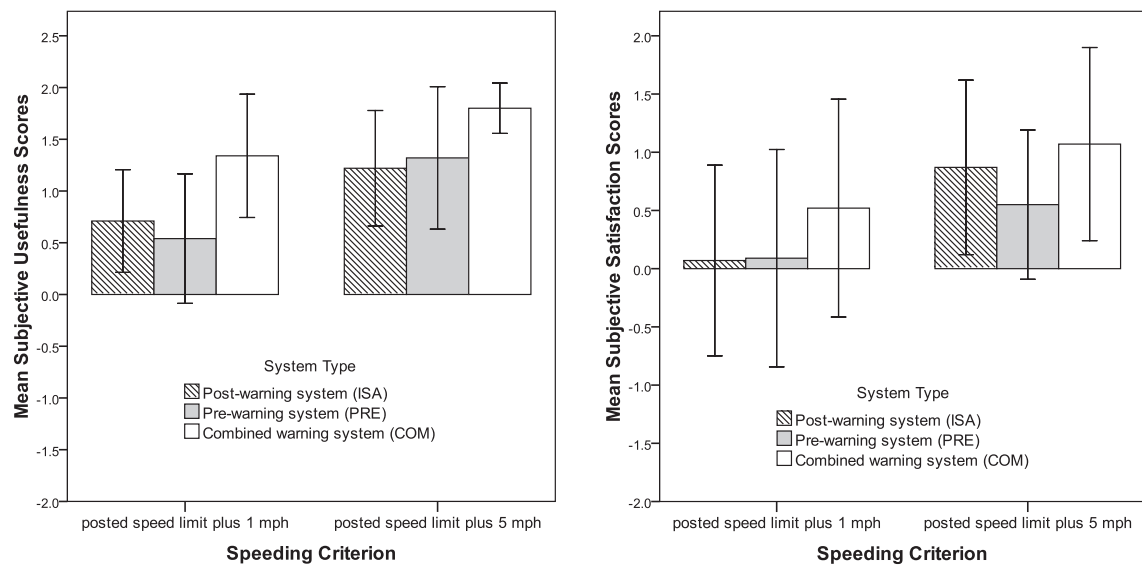 Mean Subjective Usefulness Scores
2.5
2.0
1.5
1.0
0.5
0.0
-0.5
-1.0
-1.5
-2.0
System Type
Post-warning system (ISA)
Pre-warning system (PRE)
Combined warning system (COM)
posted speed limit plus 1 mph
posted speed limit plus 5 mph
Speeding Criterion
Mean Subjective Satisfaction Scores
2.0
1.5
1.0
0.5
0.0
-0.5
-1.0
-1.5
-2.0
System Type
Post-warning system (ISA)
Pre-warning system (PRE)
Combined warning system (COM)
posted speed limit plus 1 mph
posted speed limit plus 5 mph
Speeding Criterion